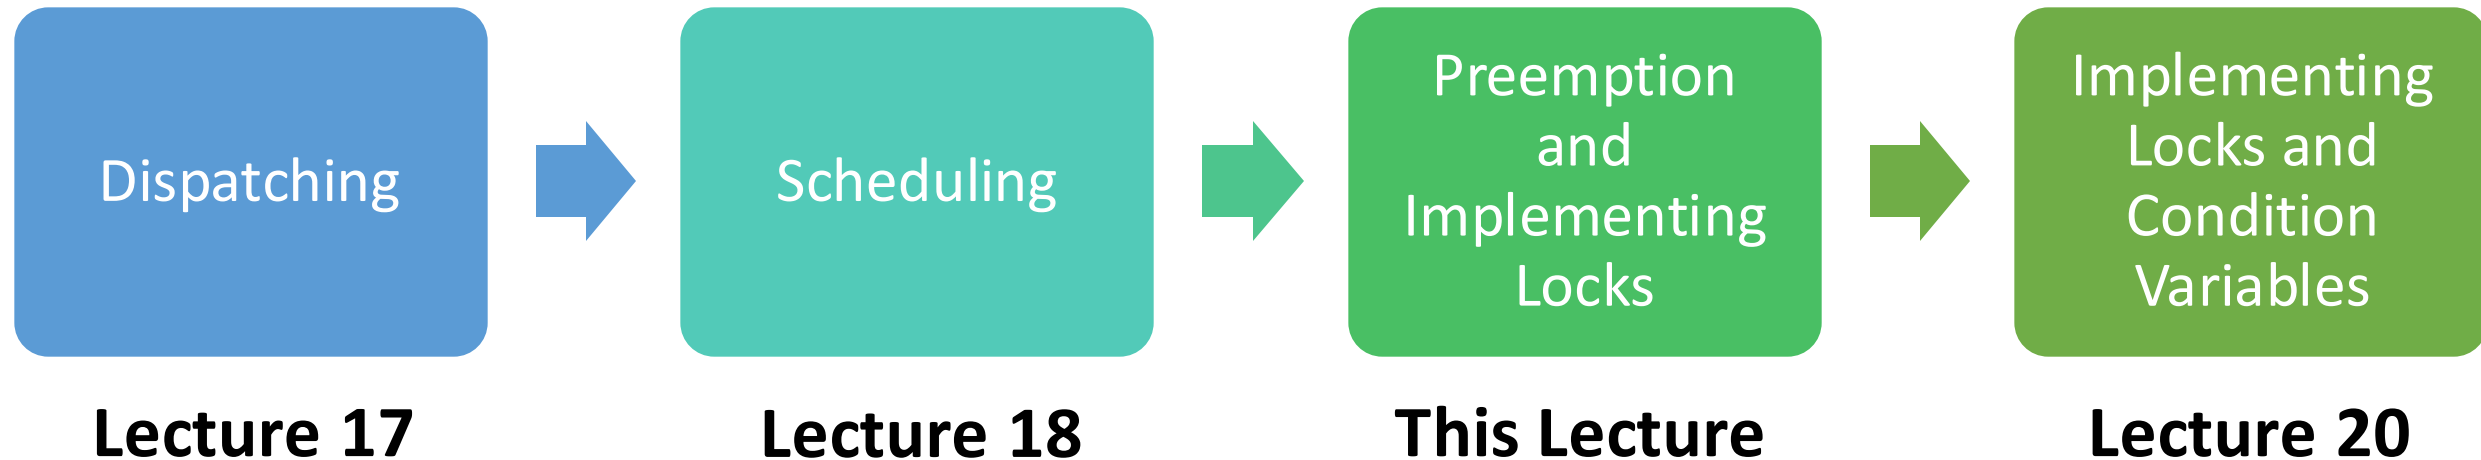 Dispatching
Scheduling
Preemption
and
Implementing
Locks
Implementing
Locks and
Condition
Variables
Lecture 17
Lecture 18
This Lecture
Lecture 20